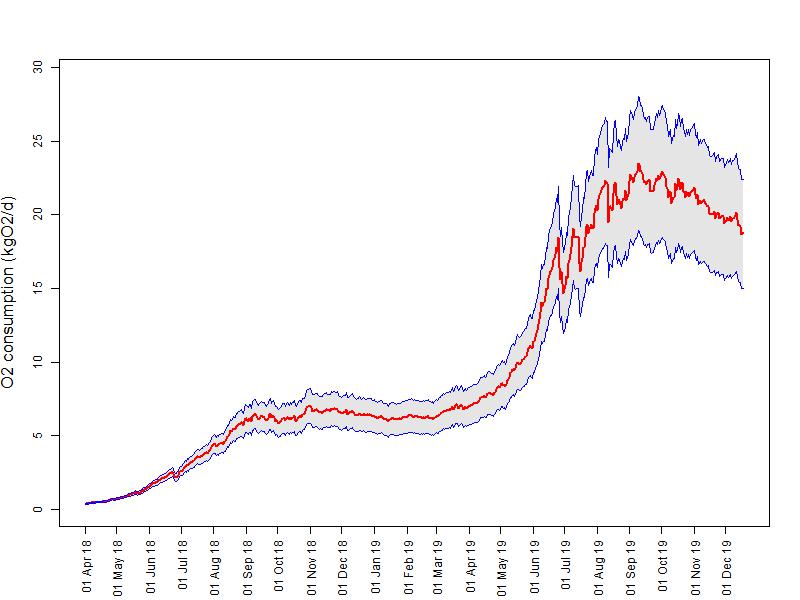 O2 consumption (kgO2/d)
30
25
20
15
10
5
0
01 Apr 18
01 May 18
01 Jun 18
01 Jul 18
01 Aug 18
01 Sep 18
01 Oct 18
01 Nov 18
01 Dec 18
01 Jan 19
01 Feb 19
01 Mar 19
01 Apr 19
01 May 19
01 Jun 19
01 Jul 19
01 Aug 19
01 Sep 19
01 Oct 19
01 Nov 19
01 Dec 19